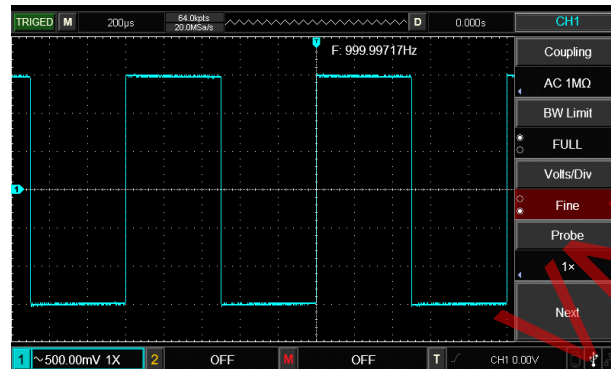 TRIGED M 200µs 64.0kpts D 0.000s CH1
20.0MSa/s
T
F: 999.99717Hz
Coupling
AC 1MΩ
BW Limit
FULL
Volts/Div
1
Fine
Probe
1×
Next
1 ~500.00mV 1X 2 OFF M OFF T CH1 0.00V